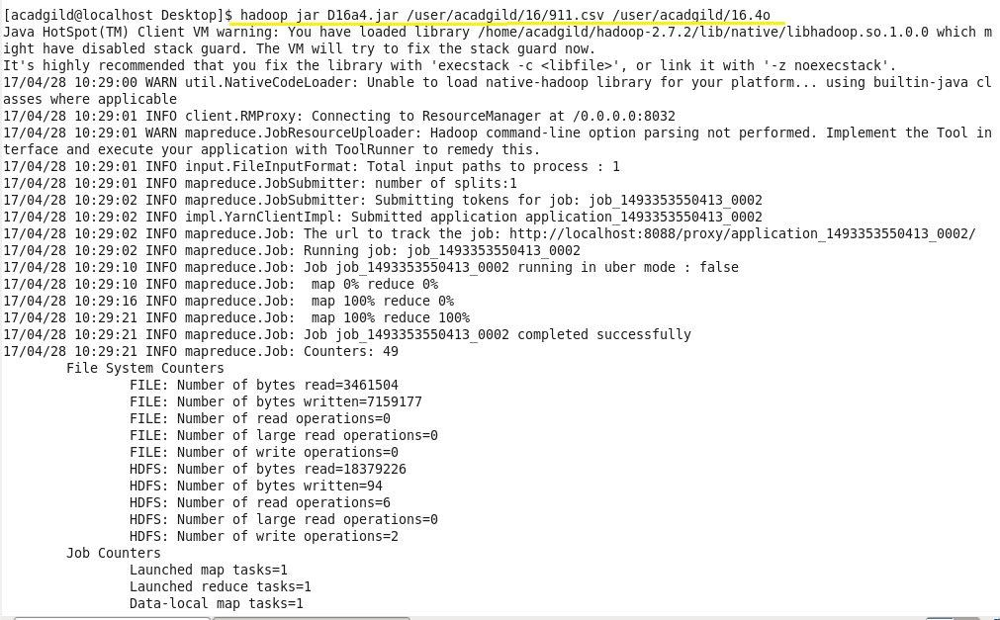 [acadgild@localhost Desktop]$ hadoop jar D16a4.jar /user/acadgild/16/911.csv /user/acadgild/16.4o
Java HotSpot(TM) Client VM warning: You have loaded library /home/acadgild/hadoop-2.7.2/lib/native/libhadoop.so.1.0.0 which m
ight have disabled stack guard. The VM will try to fix the stack guard now.
It's highly recommended that you fix the library with 'execstack -c <libfile>', or link it with '-z noexecstack'.
17/04/28 10:29:00 WARN util.NativeCodeLoader: Unable to load native-hadoop library for your platform... using builtin-java cl
asses where applicable
17/04/28 10:29:01 INFO client.RMProxy: Connecting to ResourceManager at /0.0.0.0:8032
17/04/28 10:29:01 WARN mapreduce.JobResourceUploader: Hadoop command-line option parsing not performed. Implement the Tool in
terface and execute your application with ToolRunner to remedy this.
17/04/28 10:29:01 INFO input.FileInputFormat: Total input paths to process : 1
17/04/28 10:29:01 INFO mapreduce.JobSubmitter: number of splits:1
17/04/28 10:29:02 INFO mapreduce.JobSubmitter: Submitting tokens for job: job_1493353550413_0002
17/04/28 10:29:02 INFO impl.YarnClientImpl: Submitted application application_1493353550413_0002
17/04/28 10:29:02 INFO mapreduce.Job: The url to track the job: http://localhost:8088/proxy/application_1493353550413_0002/
17/04/28 10:29:02 INFO mapreduce.Job: Running job: job_1493353550413_0002
17/04/28 10:29:10 INFO mapreduce.Job: Job job_1493353550413_0002 running in uber mode : false
17/04/28 10:29:10 INFO mapreduce.Job:  map 0% reduce 0%
17/04/28 10:29:16 INFO mapreduce.Job:  map 100% reduce 0%
17/04/28 10:29:21 INFO mapreduce.Job:  map 100% reduce 100%
17/04/28 10:29:21 INFO mapreduce.Job: Job job_1493353550413_0002 completed successfully
17/04/28 10:29:21 INFO mapreduce.Job: Counters: 49
File System Counters
FILE: Number of bytes read=3461504
FILE: Number of bytes written=7159177
FILE: Number of read operations=0
FILE: Number of large read operations=0
FILE: Number of write operations=0
HDFS: Number of bytes read=18379226
HDFS: Number of bytes written=94
HDFS: Number of read operations=6
HDFS: Number of large read operations=0
HDFS: Number of write operations=2
Job Counters
Launched map tasks=1
Launched reduce tasks=1
Data-local map tasks=1